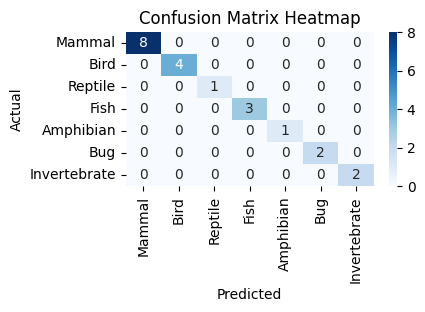 Confusion Matrix Heatmap
Actual
Mammal 8 0 0 0 0 0 0
Bird 0 4 0 0 0 0 0
Reptile 0 0 1 0 0 0 0
Fish 0 0 0 3 0 0 0
Amphibian 0 0 0 0 1 0 0
Bug 0 0 0 0 0 2 0
Invertebrate 0 0 0 0 0 0 2
Mammal Bird Reptile Fish Amphibian Bug Invertebrate
Predicted
8
6
4
2
0